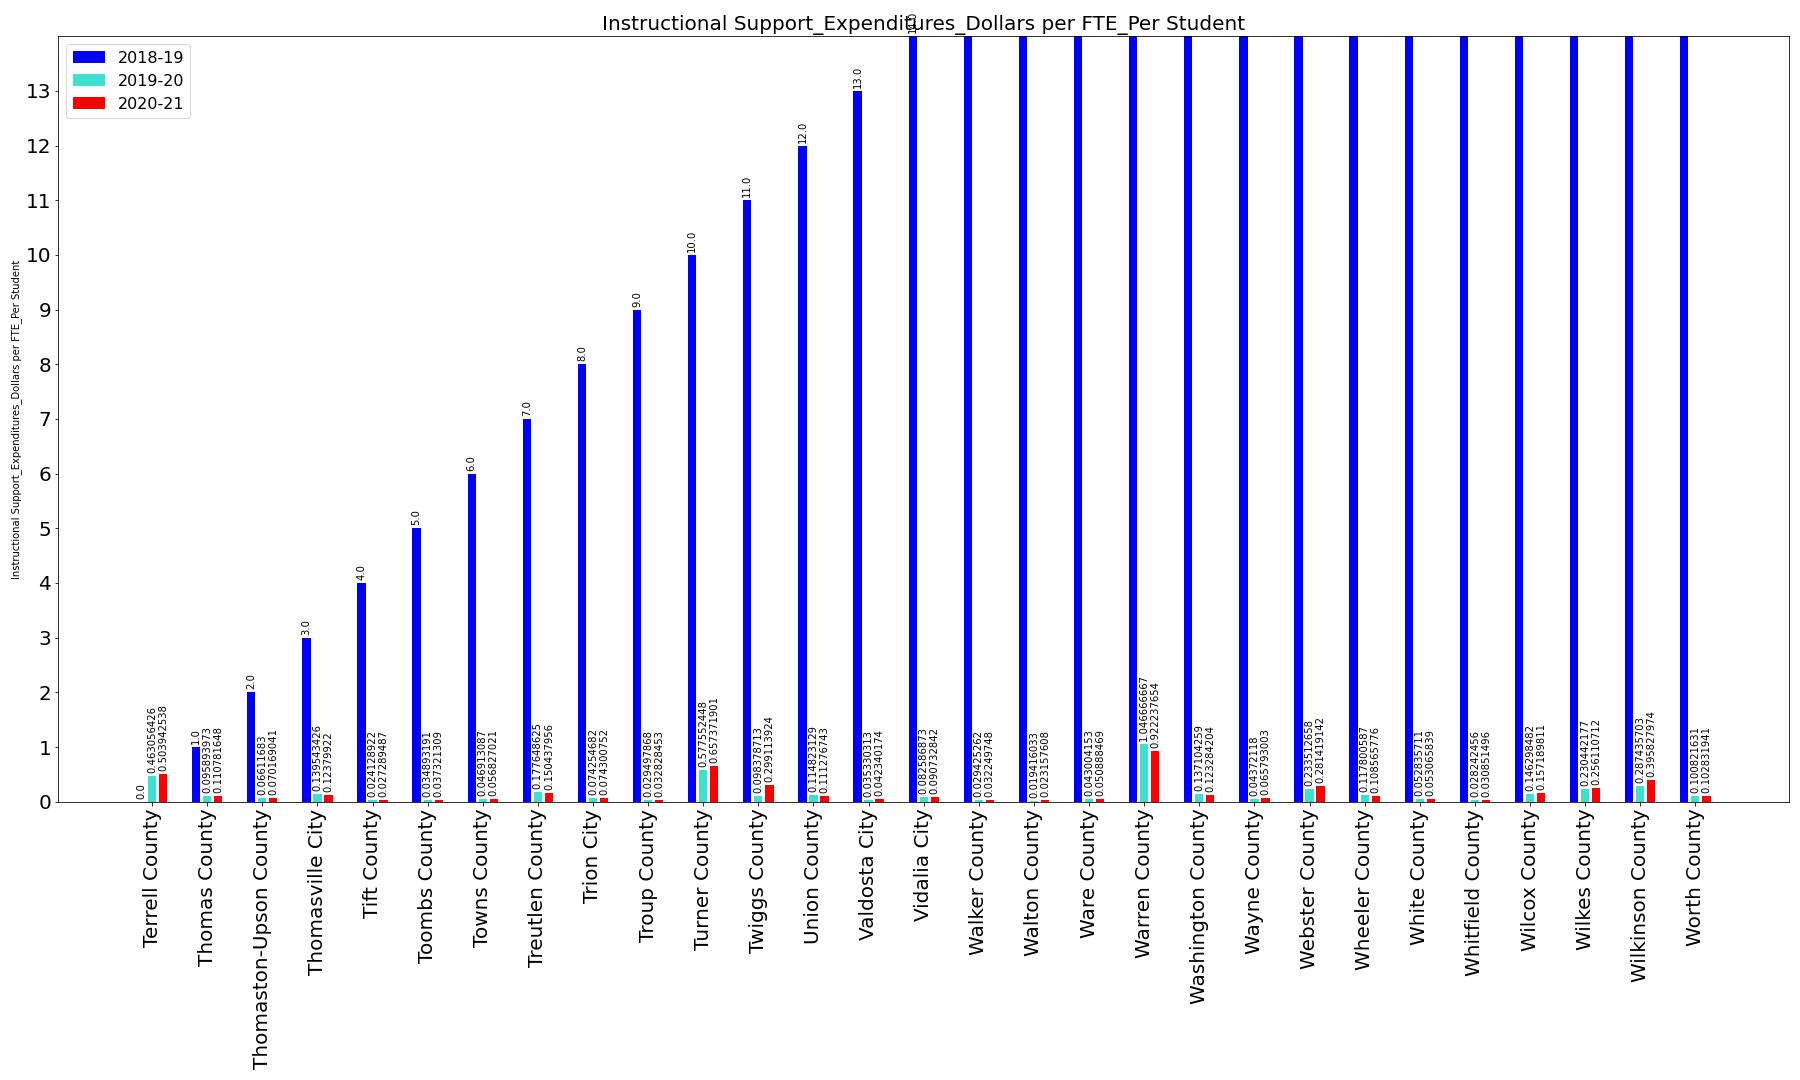 Instructional Support_Expenditures_Dollars per FTE_Per Student
2018-19
2019-20
2020-21
Instructional Support_Expenditures_Dollars per FTE_Per Student
13
12
11
10
9
8
7
6
5
4
3
2
1
0
0.0
0.463056426
0.503942538
1.0
0.095893973
0.110781648
2.0
0.06611683
0.070169041
3.0
0.139543426
0.12379922
4.0
0.024128922
0.027289487
5.0
0.034893191
0.037321309
6.0
0.046913087
0.056827021
7.0
0.177648625
0.150437956
8.0
0.074254682
0.074300752
9.0
0.029497868
0.032828453
10.0
0.577552448
0.657371901
11.0
0.098378713
0.299113924
12.0
0.114823129
0.111276743
13.0
0.035330313
0.042340174
0.082586873
0.090732842
0.029425262
0.032249748
0.019416033
0.023157608
0.043004153
0.050888469
1.046666667
0.922237654
0.137104259
0.123284204
0.04372118
0.065793003
0.233512658
0.281419142
0.117800587
0.108565776
0.052835711
0.053065839
0.028242456
0.030851496
0.146298482
0.157189811
0.230442177
0.256110712
0.287435703
0.395827974
0.100821631
0.102831941
Terrell County
Thomas County
Thomaston-Upson County
Thomasville City
Tift County
Toombs County
Towns County
Treutlen County
Trion City
Troup County
Turner County
Twiggs County
Union County
Valdosta City
Vidalia City
Walker County
Walton County
Ware County
Warren County
Washington County
Wayne County
Webster County
Wheeler County
White County
Whitfield County
Wilcox County
Wilkes County
Wilkinson County
Worth County